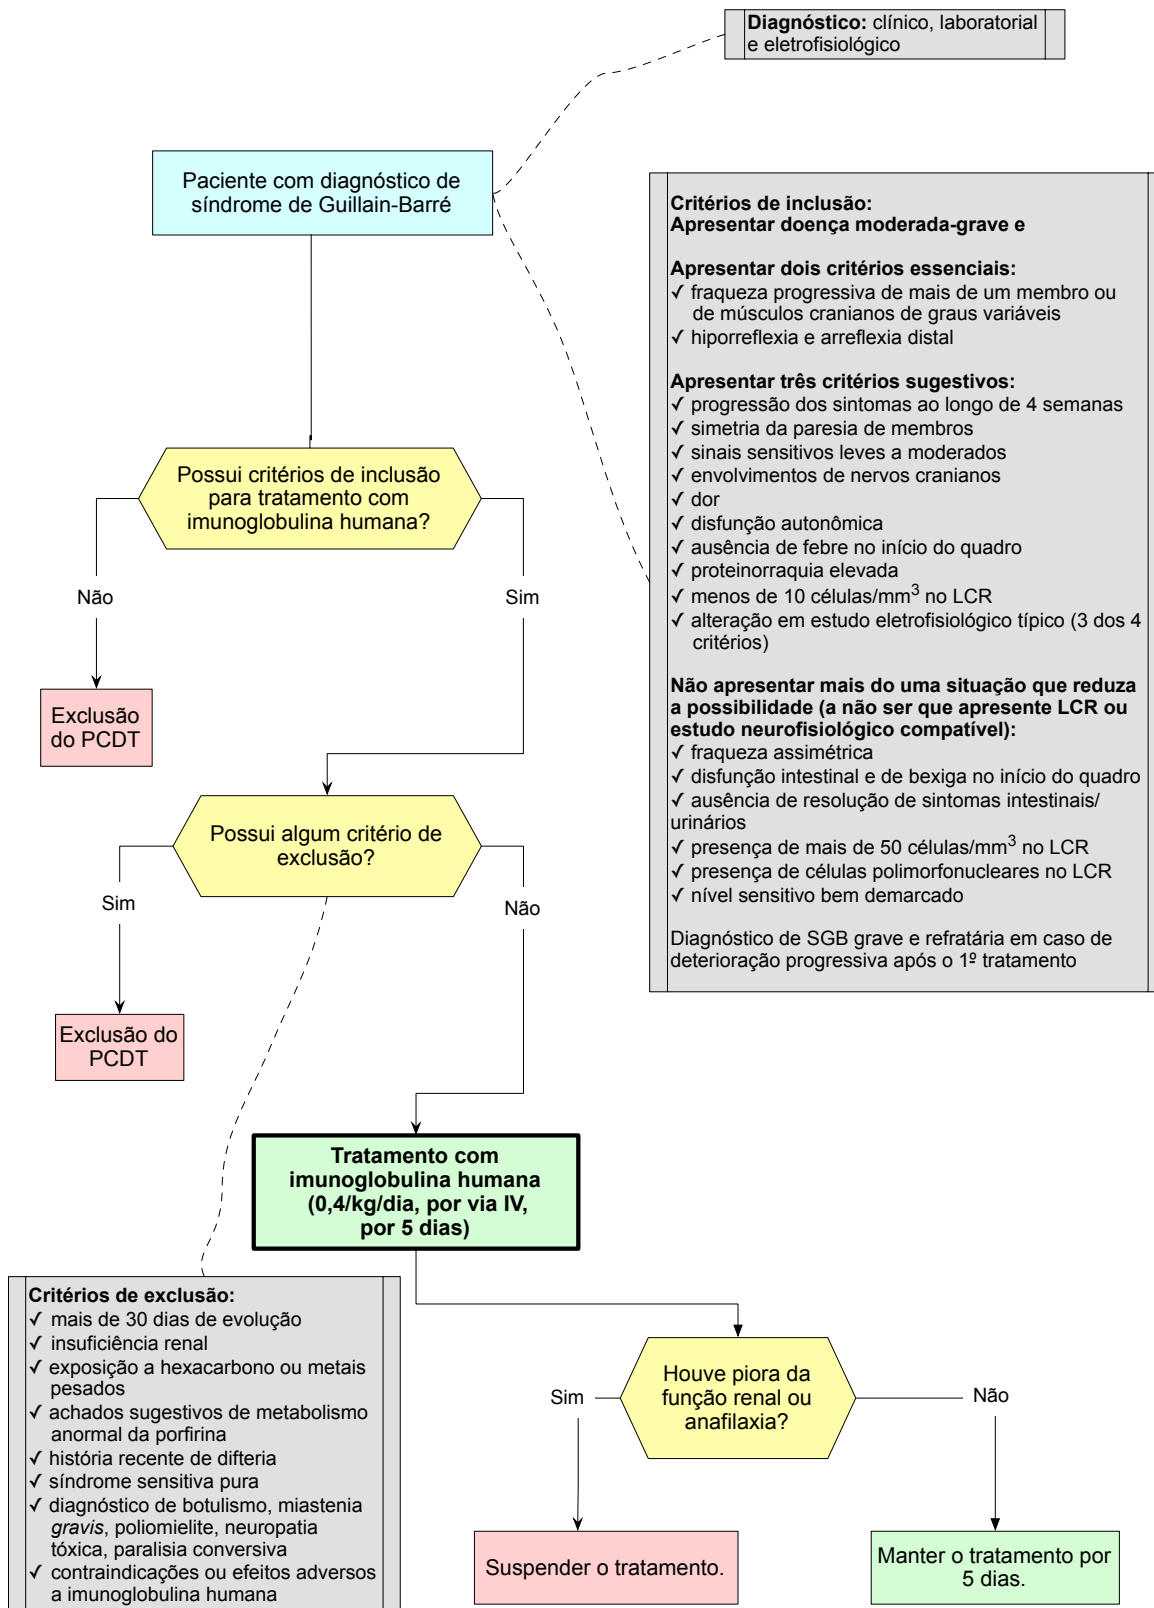 Diagnóstico: clínico, laboratorial
e eletrofisiológico
Paciente com diagnóstico de
síndrome de Guillain-Barré
Critérios de inclusão:
Apresentar doença moderada-grave e
Apresentar dois critérios essenciais:
✓ fraqueza progressiva de mais de um membro ou
de músculos cranianos de graus variáveis
✓ hiporreflexia e arreflexia distal
Apresentar três critérios sugestivos:
✓ progressão dos sintomas ao longo de 4 semanas
✓ simetria da paresia de membros
✓ sinais sensitivos leves a moderados
✓ envolvimentos de nervos cranianos
✓ dor
✓ disfunção autonômica
✓ ausência de febre no início do quadro
✓ proteinorraquia elevada
✓ menos de 10 células/mm³ no LCR
✓ alteração em estudo eletrofisiológico típico (3 dos 4
critérios)
Não apresentar mais do uma situação que reduza
a possibilidade (a não ser que apresente LCR ou
estudo neurofisiológico compatível):
✓ fraqueza assimétrica
✓ disfunção intestinal e de bexiga no início do quadro
✓ ausência de resolução de sintomas intestinais/
urinários
✓ presença de mais de 50 células/mm³ no LCR
✓ presença de células polimorfonucleares no LCR
✓ nível sensitivo bem demarcado
Diagnóstico de SGB grave e refratária em caso de
deterioração progressiva após o 1º tratamento
Possui critérios de inclusão
para tratamento com
imunoglobulina humana?
Não
Sim
Exclusão
do PCDT
Possui algum critério de
exclusão?
Sim
Não
Exclusão do
PCDT
Tratamento com
imunoglobulina humana
(0,4/kg/dia, por via IV,
por 5 dias)
Critérios de exclusão:
✓ mais de 30 dias de evolução
✓ insuficiência renal
✓ exposição a hexacarbono ou metais
pesados
✓ achados sugestivos de metabolismo
anormal da porfirina
✓ história recente de difteria
✓ síndrome sensitiva pura
✓ diagnóstico de botulismo, miastenia
gravis, poliomielite, neuropatia
tóxica, paralisia conversiva
✓ contraindicações ou efeitos adversos
a imunoglobulina humana
Houve piora da
função renal ou
anafilaxia?
Sim
Não
Suspender o tratamento.
Manter o tratamento por
5 dias.